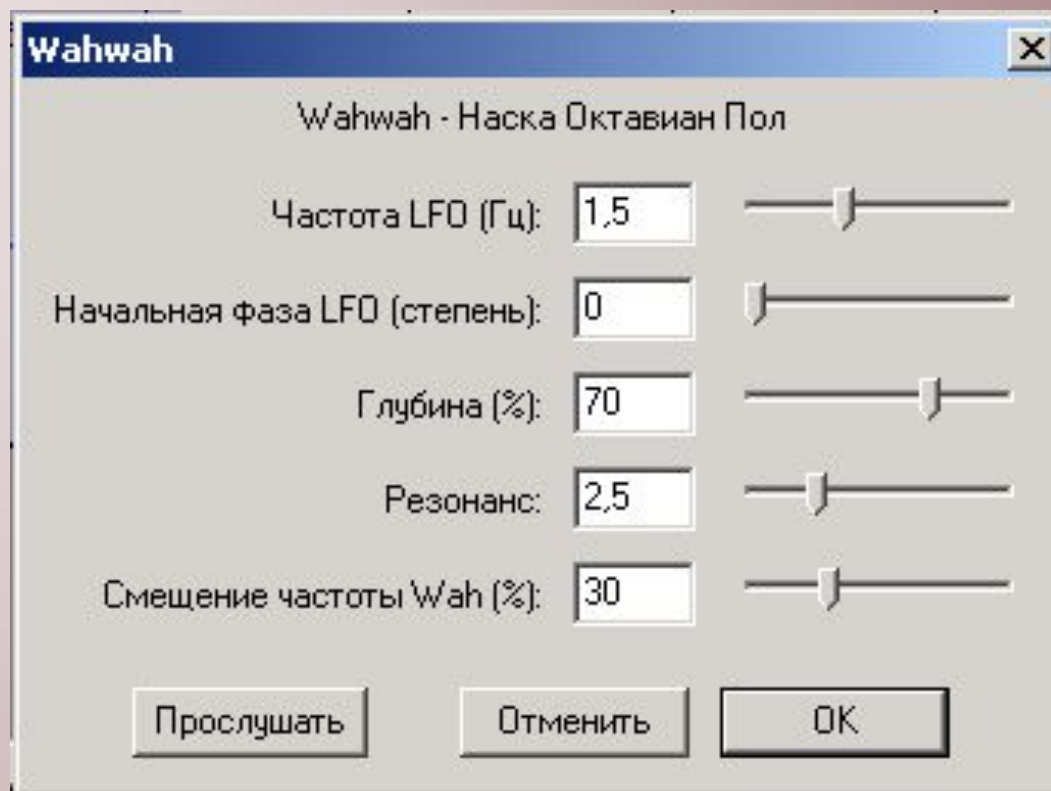 Wahwah
Wahwah - Наска Октавиан Пол
Частота LFO (Гц): 1,5
Начальная фаза LFO (степень): 0
Глубина (%): 70
Резонанс: 2,5
Смещение частоты Wah (%): 30
Прослушать Отменить OK